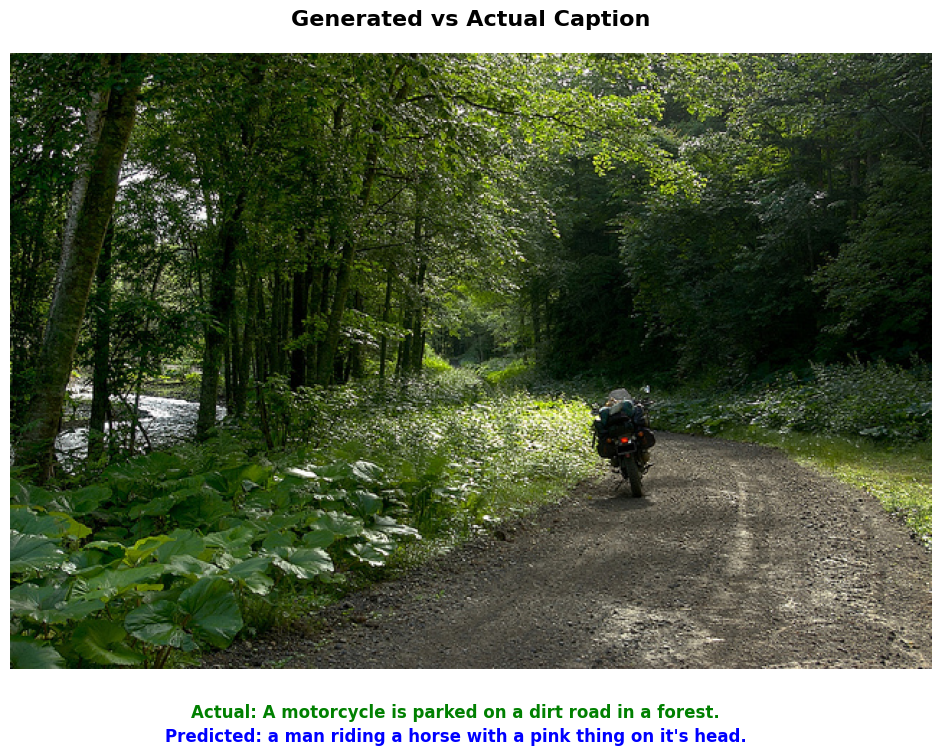 Generated vs Actual Caption
Actual: A motorcycle is parked on a dirt road in a forest.
Predicted: a man riding a horse with a pink thing on it's head.